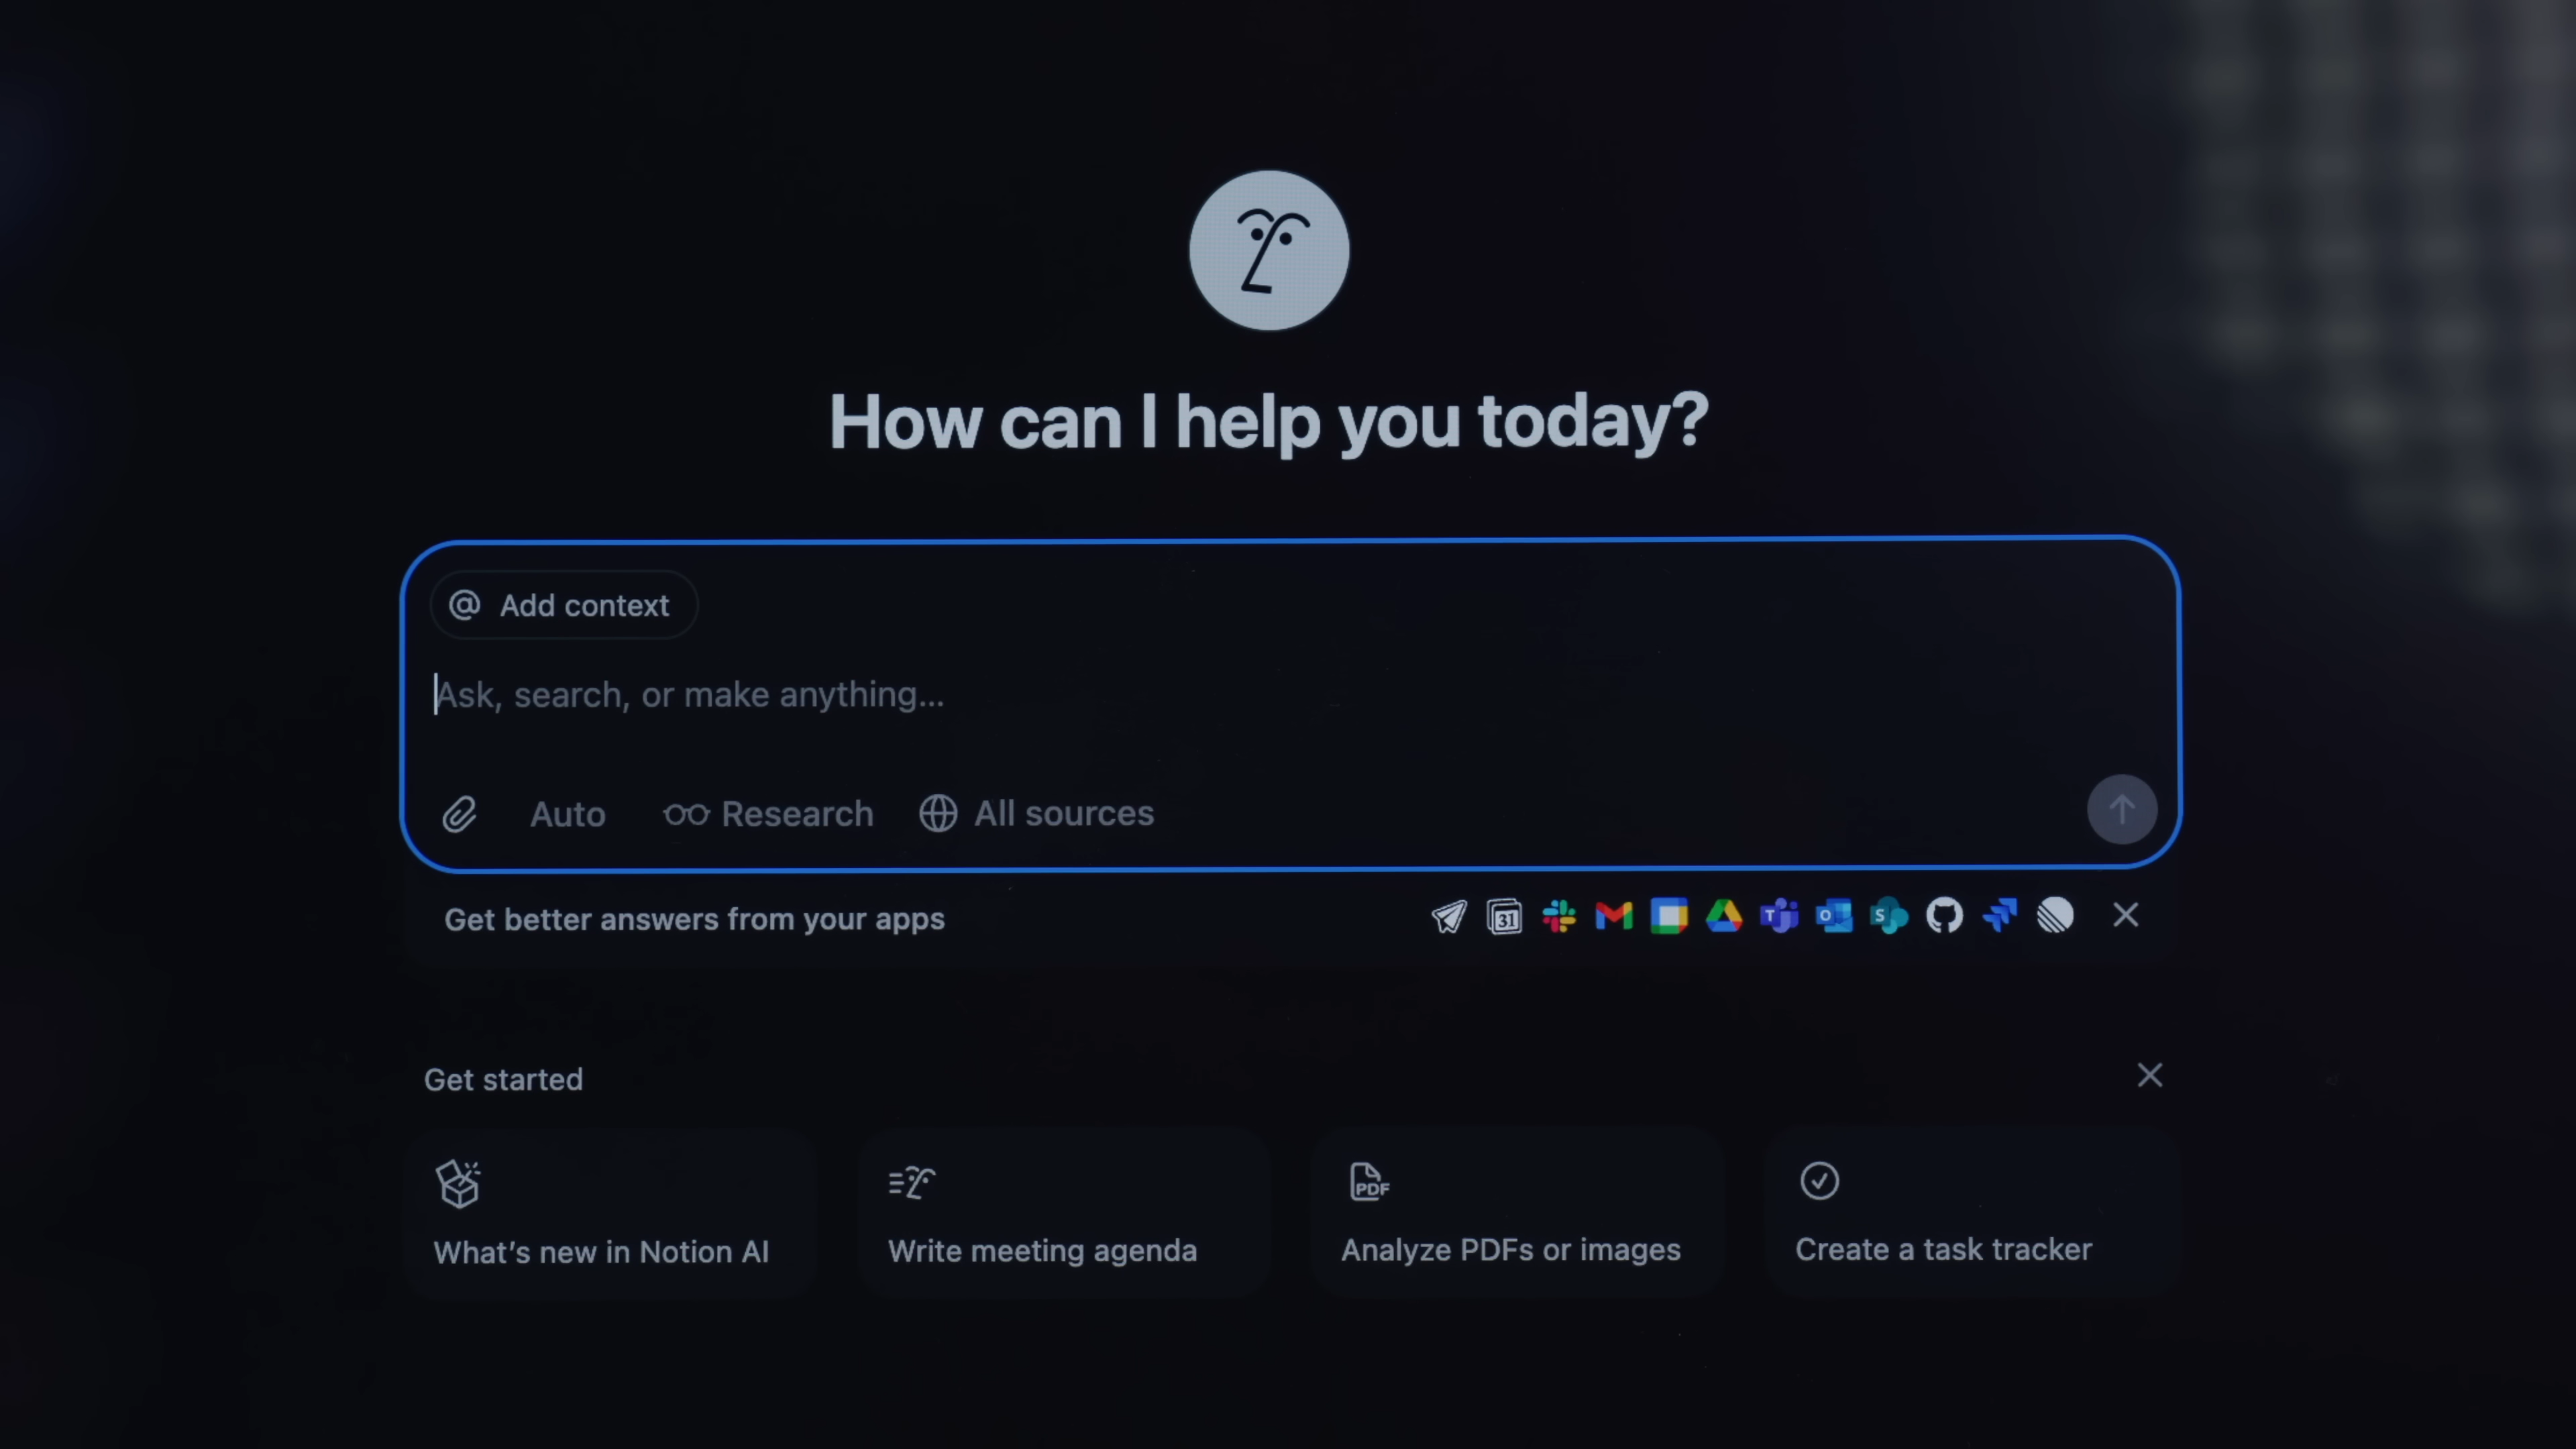 How can I help you today?
@ Add context
Ask, search, or make anything...
Auto
Research
All sources
Get better answers from your apps
31
T
O
S
Get started
PDF
What's new in Notion AI
Write meeting agenda
Analyze PDFs or images
Create a task tracker